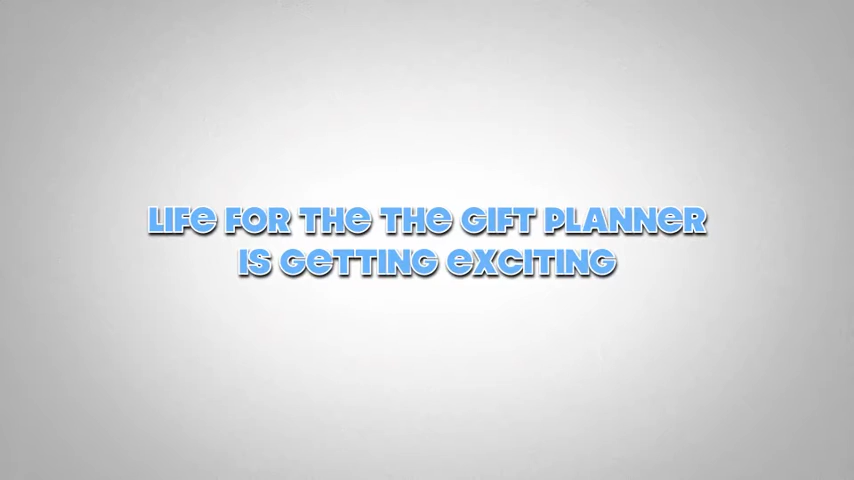 LIFE FOR THE THE GIFT PLANNER
IS GETTING EXCITING